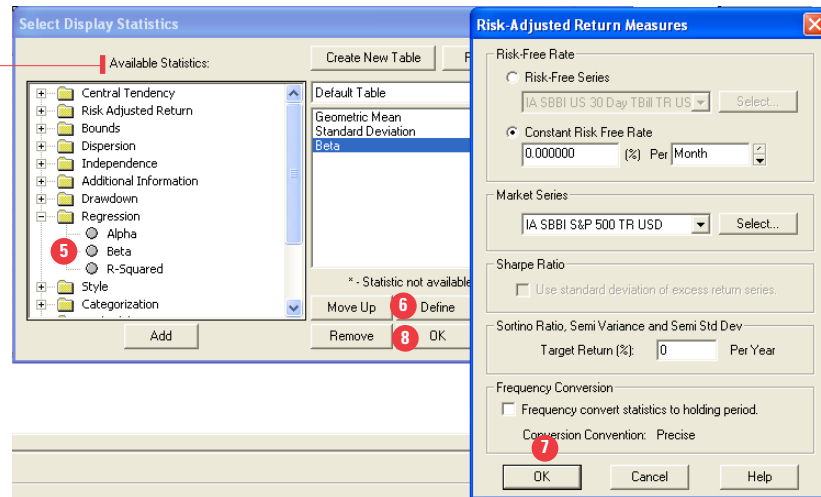 Select Display Statistics
Available Statistics:
Create New Table
Central Tendency
Risk Adjusted Return
Bounds
Dispersion
Independence
Additional Information
Drawdown
Regression
Alpha
5 Beta
R-Squared
Style
Categorization
Add
Default Table
Geometric Mean
Standard Deviation
Beta
* - Statistic not available
Move Up
6 Define
Remove
8 OK
Risk-Adjusted Return Measures
Risk-Free Rate
Risk-Free Series
IA SBBI US 30 Day TBill TR US
Select...
Constant Risk Free Rate
0.000000 (%) Per Month
Market Series
IA SBBI S&P 500 TR USD
Select...
Sharpe Ratio
Use standard deviation of excess return series.
Sortino Ratio, Semi Variance and Semi Std Dev
Target Return (%): 0 Per Year
Frequency Conversion
Frequency convert statistics to holding period.
Conversion Convention: Precise
7
OK
Cancel
Help